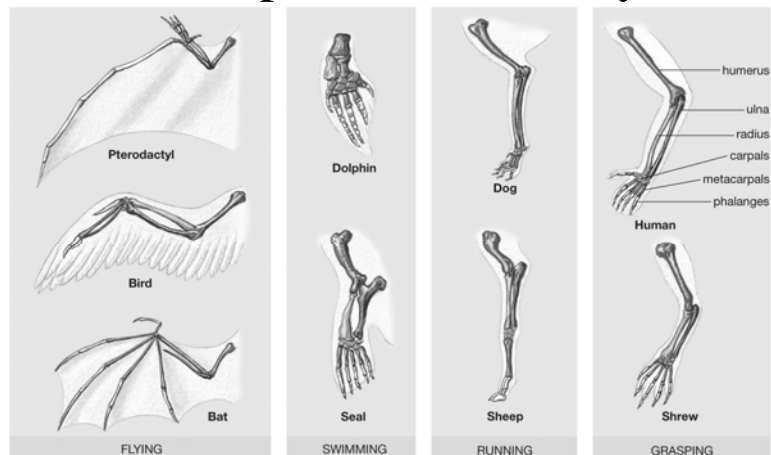 Pterodactyl
Bird
Bat
FLYING
Dolphin
Seal
SWIMMING
Dog
Sheep
RUNNING
humerus
ulna
radius
carpals
metacarpals
phalanges
Human
Shrew
GRASPING